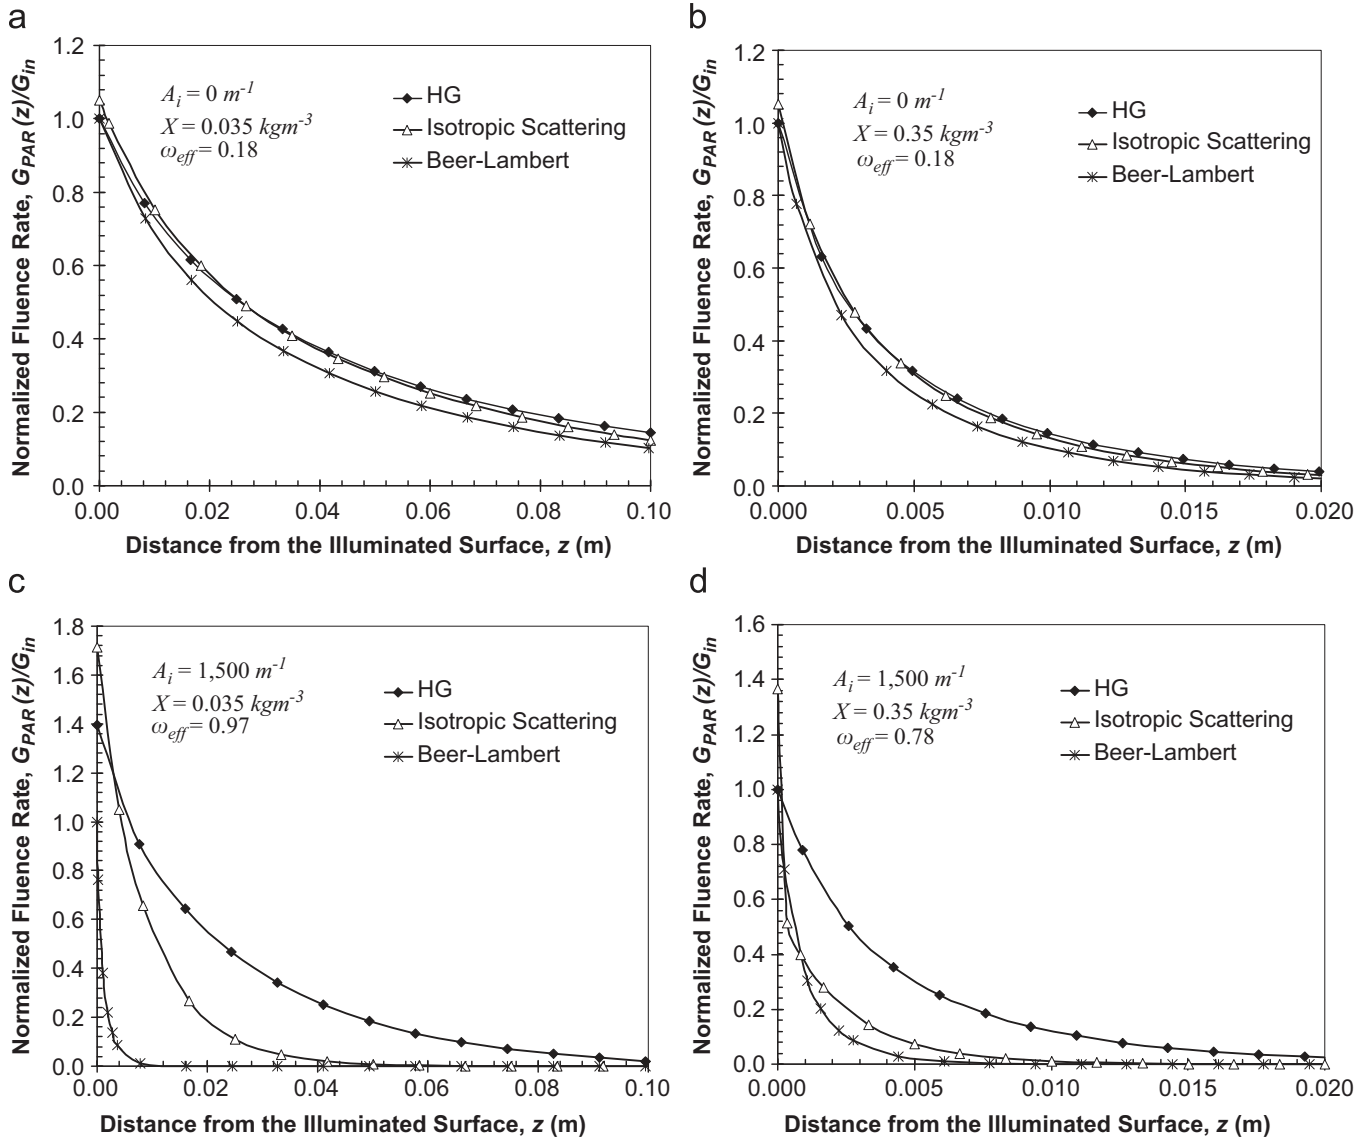 a
Normalized Fluence Rate, G_PAR (z)/G_in
1.2
1.0
0.8
0.6
0.4
0.2
0.0
A_i = 0 m^-1
X = 0.035 kgm^-3
ω_eff = 0.18
HG
Isotropic Scattering
Beer-Lambert
0.00 0.02 0.04 0.06 0.08 0.10
Distance from the Illuminated Surface, z (m)
b
Normalized Fluence Rate, G_PAR (z)/G_in
1.2
1.0
0.8
0.6
0.4
0.2
0.0
A_i = 0 m^-1
X = 0.35 kgm^-3
ω_eff = 0.18
HG
Isotropic Scattering
Beer-Lambert
0.000 0.005 0.010 0.015 0.020
Distance from the Illuminated Surface, z (m)
c
Normalized Fluence Rate, G_PAR (z)/G_in
1.8
1.6
1.4
1.2
1.0
0.8
0.6
0.4
0.2
0.0
A_i = 1,500 m^-1
X = 0.035 kgm^-3
ω_eff = 0.97
HG
Isotropic Scattering
Beer-Lambert
0.00 0.02 0.04 0.06 0.08 0.10
Distance from the Illuminated Surface, z (m)
d
Normalized Fluence Rate, G_PAR (z)/G_in
1.6
1.4
1.2
1.0
0.8
0.6
0.4
0.2
0.0
A_i = 1,500 m^-1
X = 0.35 kgm^-3
ω_eff = 0.78
HG
Isotropic Scattering
Beer-Lambert
0.000 0.005 0.010 0.015 0.020
Distance from the Illuminated Surface, z (m)